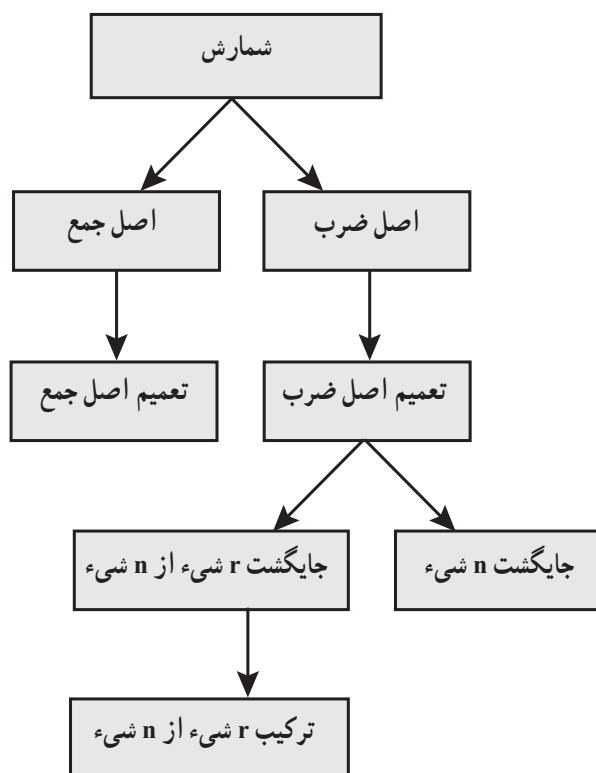 شمارش
اصل ضرب
اصل جمع
تعمیم اصل ضرب
تعمیم اصل جمع
جایگشت n شیء
جایگشت r شیء از n شیء
ترکیب r شیء از n شیء